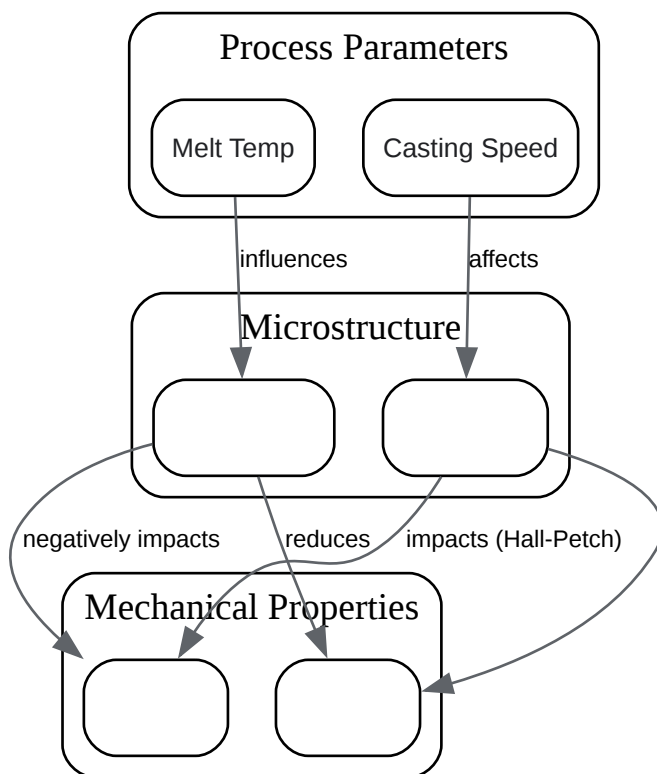 Process Parameters
Melt Temp
Casting Speed
influences
affects
Microstructure
negatively impacts
reduces
impacts (Hall-Petch)
Mechanical Properties